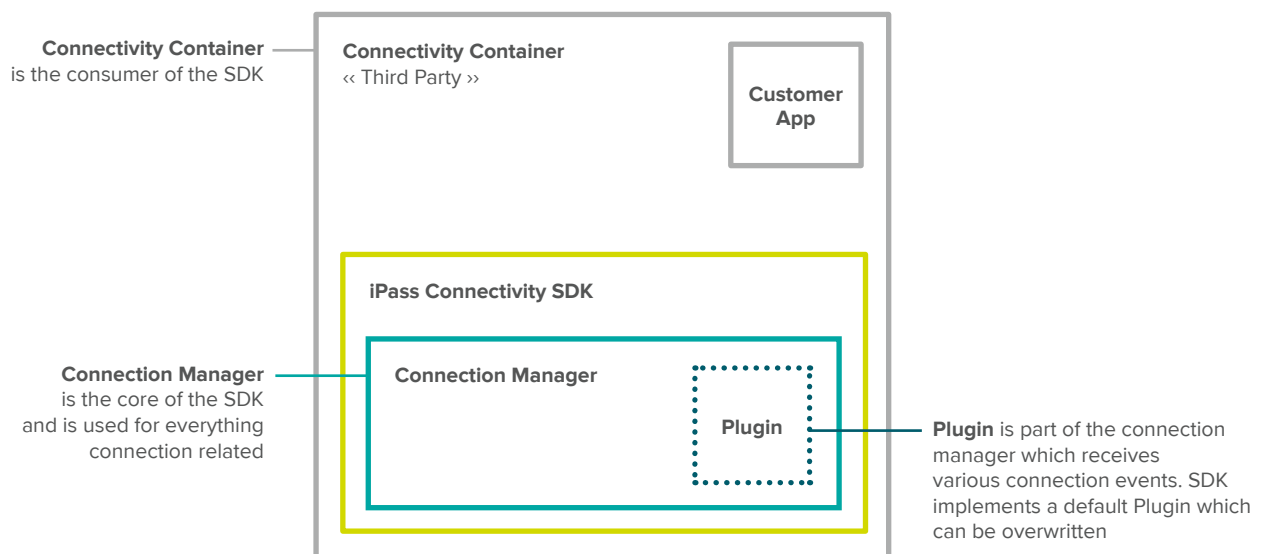 Connectivity Container
is the consumer of the SDK
Connectivity Container
‹‹ Third Party ››
Customer
App
iPass Connectivity SDK
Connection Manager
is the core of the SDK
and is used for everything
connection related
Connection Manager
Plugin
Plugin is part of the connection
manager which receives
various connection events. SDK
implements a default Plugin which
can be overwritten